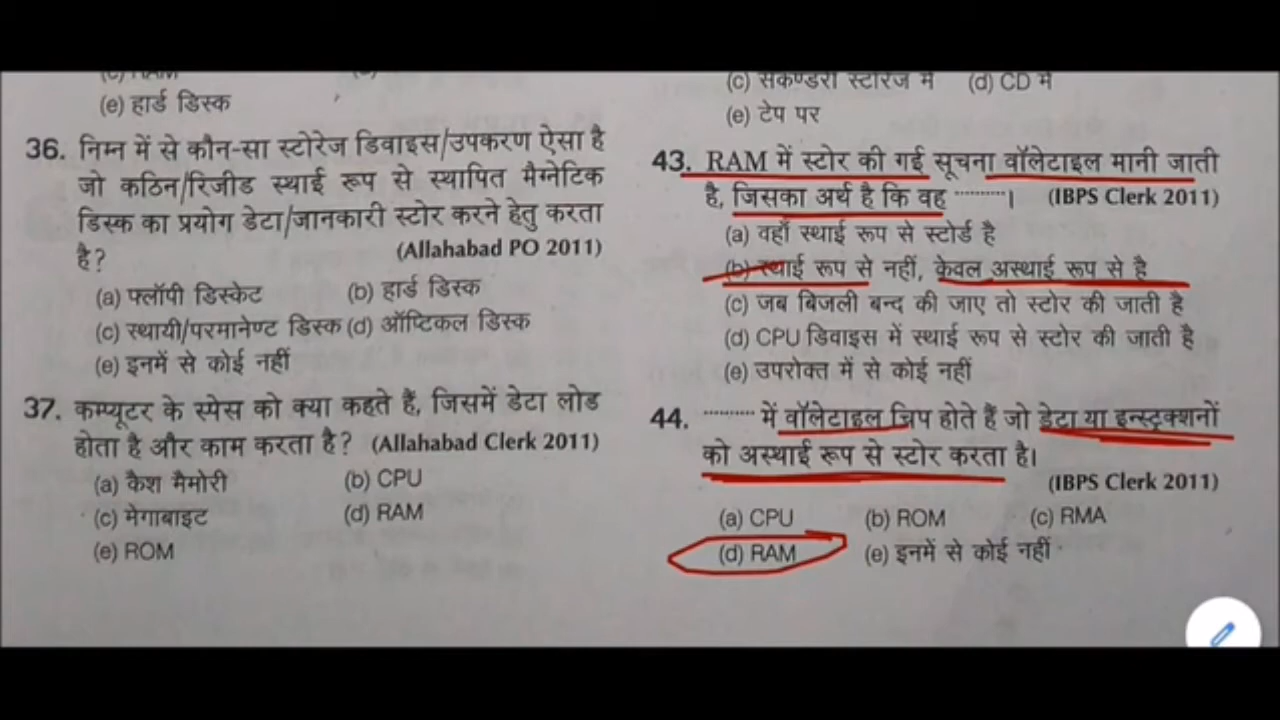 (c) RAM
(e) हार्ड डिस्क
36. निम्न में से कौन-सा स्टोरेज डिवाइस/उपकरण ऐसा है
जो कठिन/रिजीड स्थाई रूप से स्थापित मैग्नेटिक
डिस्क का प्रयोग डेटा/जानकारी स्टोर करने हेतु करता
है? (Allahabad PO 2011)
(a) फ्लॉपी डिस्केट (b) हार्ड डिस्क
(c) स्थायी/परमानेण्ट डिस्क (d) ऑप्टिकल डिस्क
(e) इनमें से कोई नहीं
37. कम्प्यूटर के स्पेस को क्या कहते हैं, जिसमें डेटा लोड
होता है और काम करता है? (Allahabad Clerk 2011)
(a) कैश मैमोरी (b) CPU
(c) मेगाबाइट (d) RAM
(e) ROM
(c) सेकेण्डरी स्टोरेज में (d) CD में
(e) टेप पर
43. RAM में स्टोर की गई सूचना वॉलेटाइल मानी जाती
है, जिसका अर्थ है कि वह ..........। (IBPS Clerk 2011)
(a) वहाँ स्थाई रूप से स्टोर्ड है
(b) स्थाई रूप से नहीं, केवल अस्थाई रूप से है
(c) जब बिजली बन्द की जाए तो स्टोर की जाती है
(d) CPU डिवाइस में स्थाई रूप से स्टोर की जाती है
(e) उपरोक्त में से कोई नहीं
44. .......... में वॉलेटाइल चिप होते हैं जो डेटा या इन्स्ट्रक्शनों
को अस्थाई रूप से स्टोर करता है।
(IBPS Clerk 2011)
(a) CPU (b) ROM (c) RMA
(d) RAM (e) इनमें से कोई नहीं